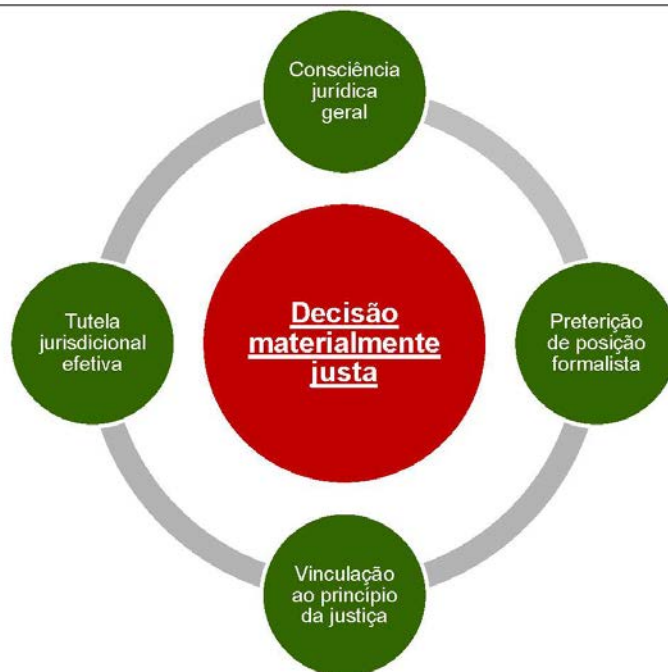 Consciência
jurídica
geral
Tutela
jurisdicional
efetiva
Decisão
materialmente
justa
Preterição
de posição
formalista
Vinculação
ao princípio
da justiça